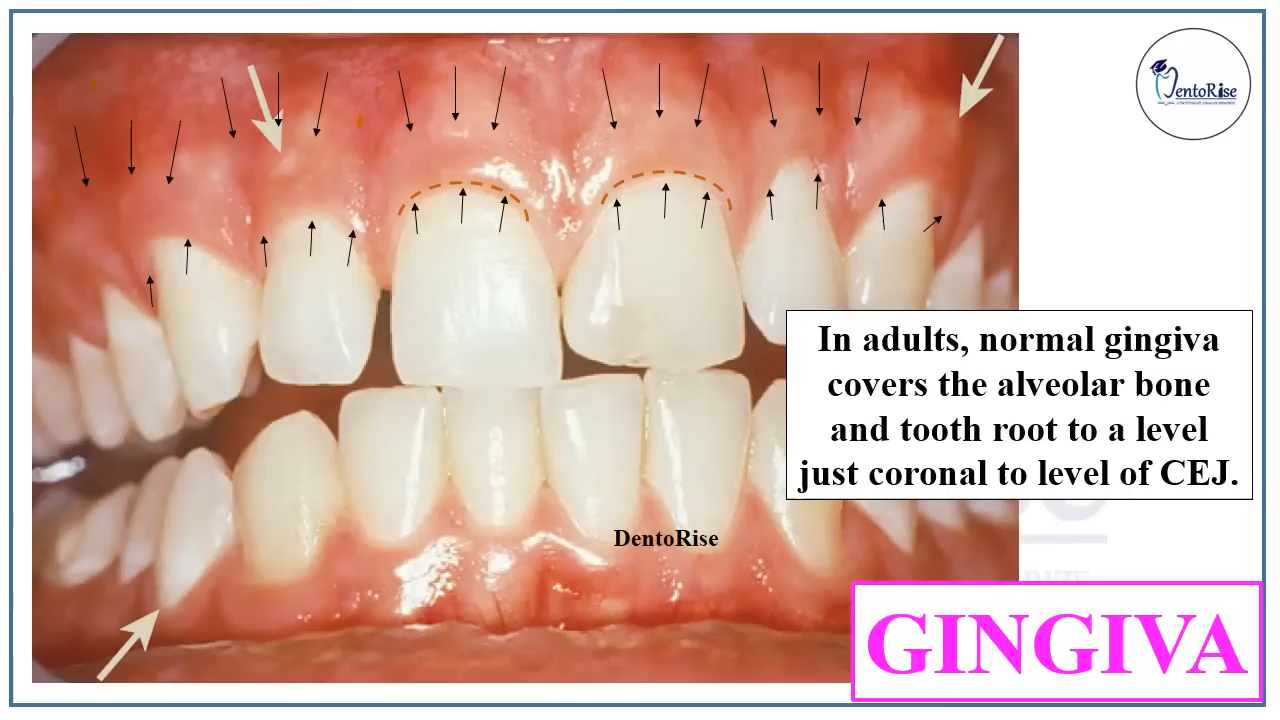 DentoRise
In adults, normal gingiva
covers the alveolar bone
and tooth root to a level
just coronal to level of CEJ.
DentoRise
GINGIVA